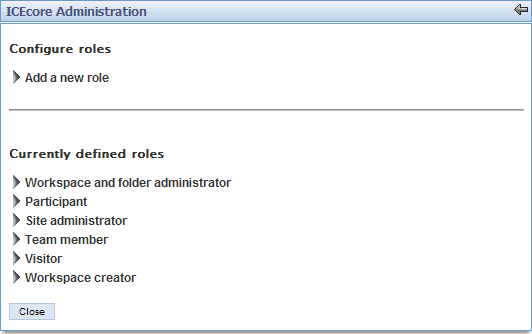 ICEcore Administration
Configure roles
Add a new role
Currently defined roles
Workspace and folder administrator
Participant
Site administrator
Team member
Visitor
Workspace creator
Close